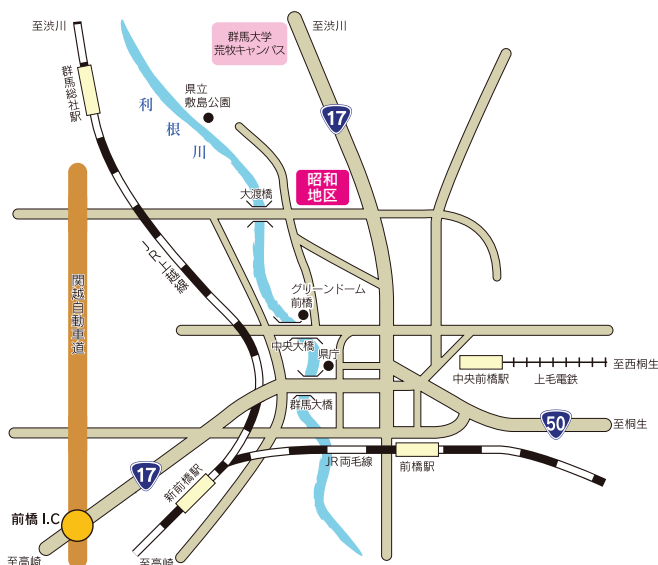 至渋川
群馬大学
荒牧キャンパス
至渋川
群馬総社駅
県立
敷島公園
利根川
17
昭和
地区
大渡橋
JR上越線
関越自動車道
グリーンドーム
前橋
中央大橋
県庁
中央前橋駅
上毛電鉄
至西桐生
群馬大橋
50
至桐生
JR両毛線
前橋駅
17
新前橋駅
前橋 I.C
至高崎
至高崎